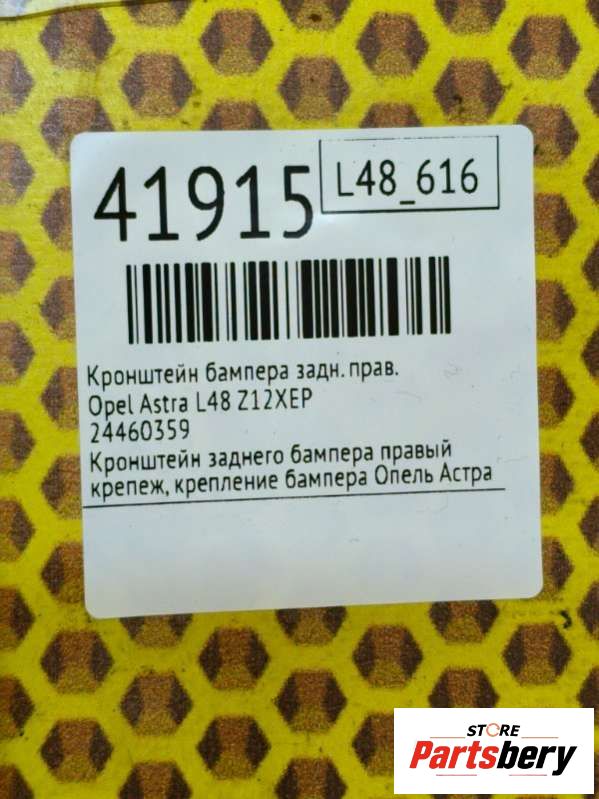 41915
L48_616
Кронштейн бампера задн. прав.
Opel Astra L48 Z12XEP
24460359
Кронштейн заднего бампера правый
крепеж, крепление бампера Опель Астра
STORE
Partsbery